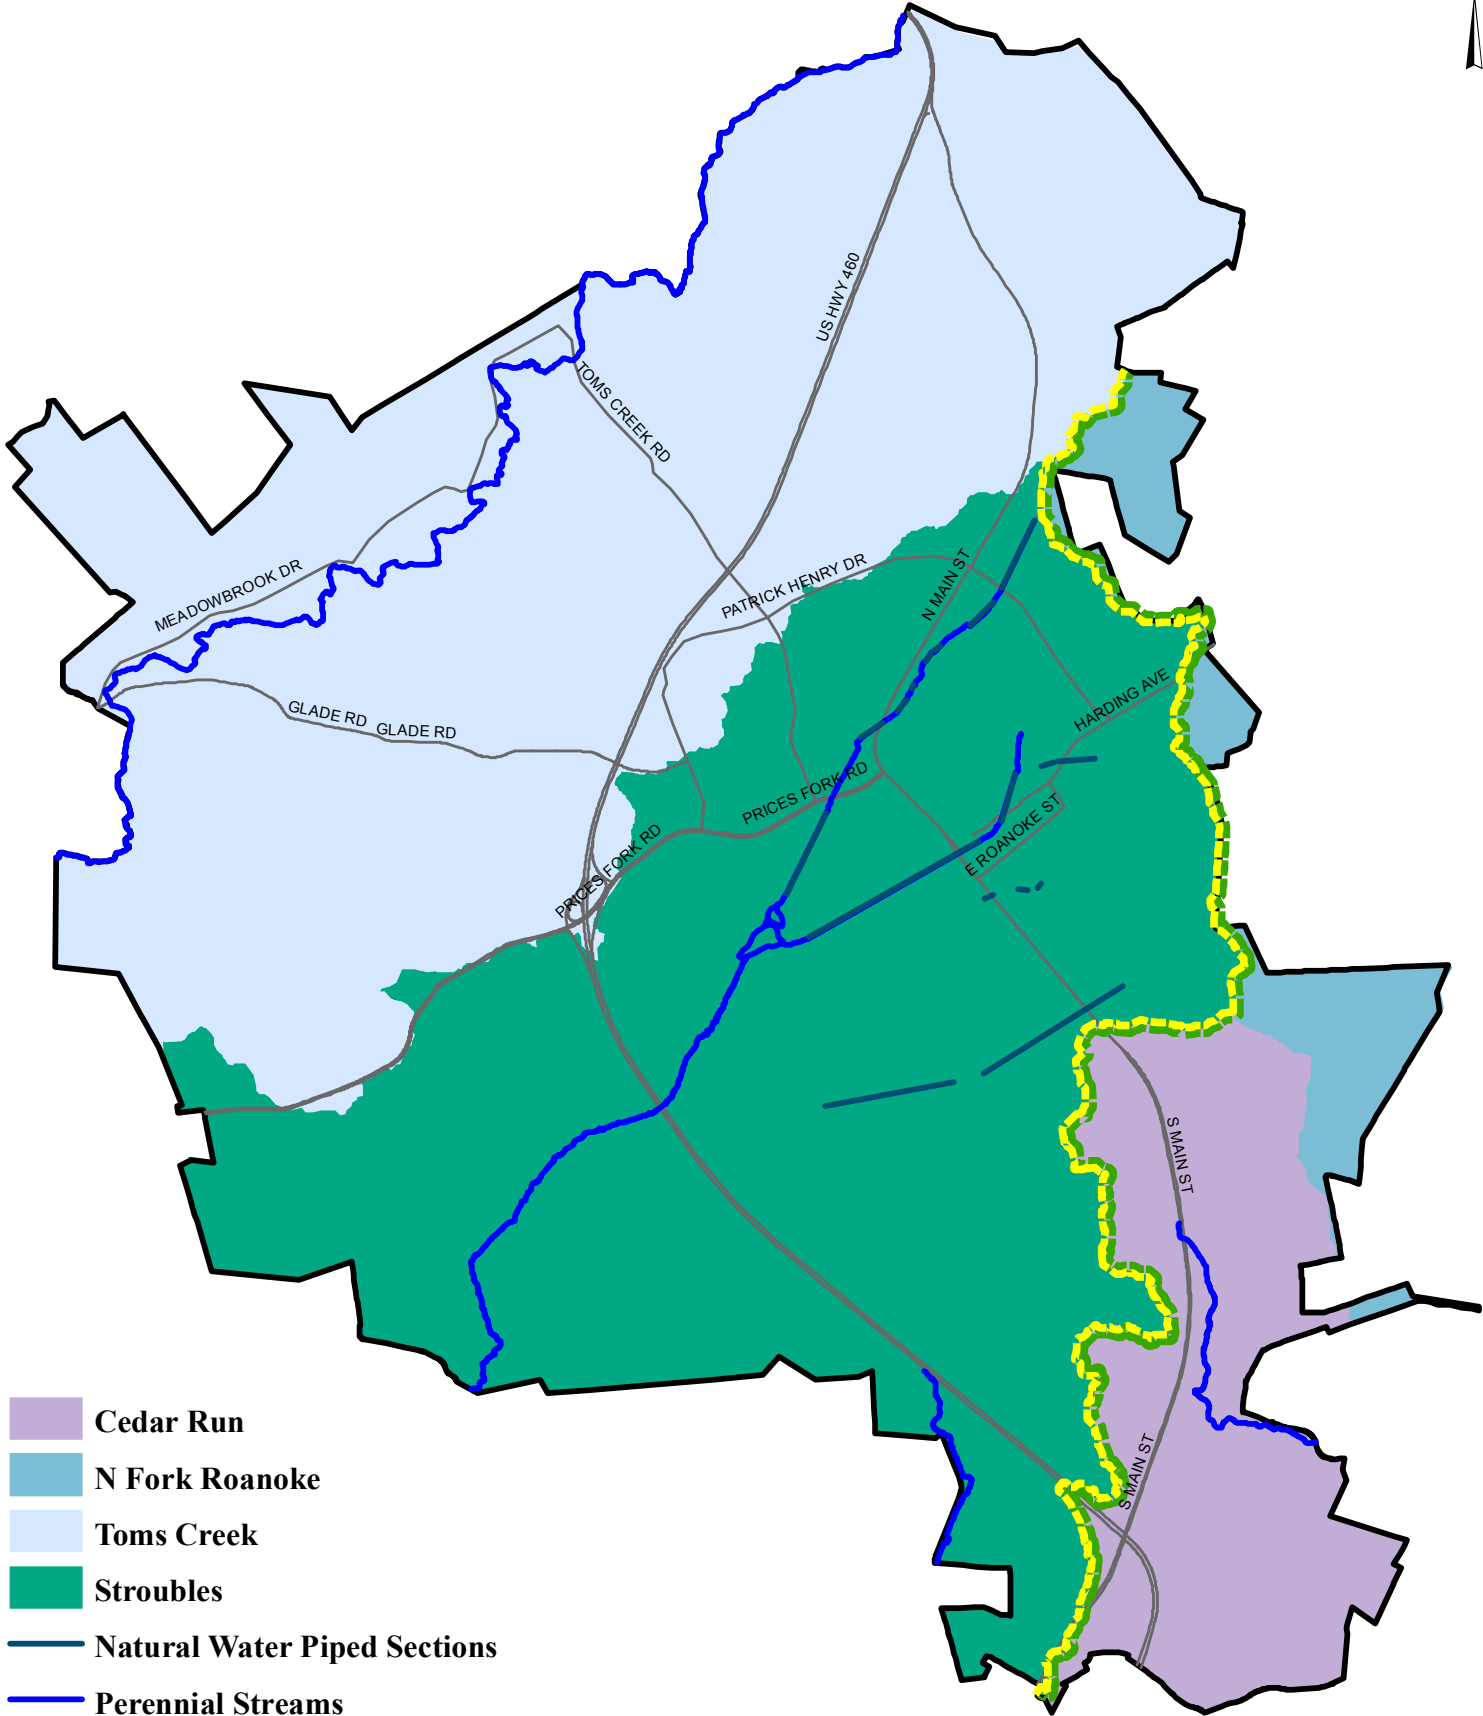 US HWY 460
TOMS CREEK RD
MEADOWBROOK DR
PATRICK HENRY DR
N MAIN ST
GLADE RD
GLADE RD
HARDING AVE
PRICES FORK RD
PRICES FORK RD
E ROANOKE ST
S MAIN ST
S MAIN ST
Cedar Run
N Fork Roanoke
Toms Creek
Stroubles
Natural Water Piped Sections
Perennial Streams